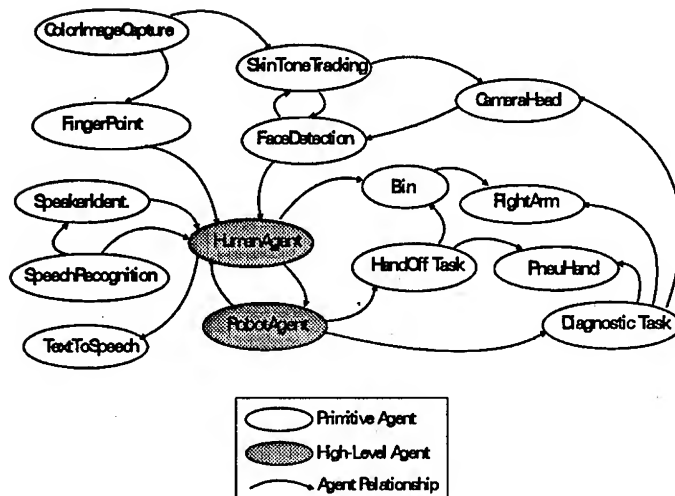 ColorImageCapture
SkinToneTracking
CameraHead
FingerPoint
FaceDetection
Bin
RightArm
SpeakerIdent.
HumanAgent
HandOff Task
PneuHand
SpeechRecognition
RobotAgent
Diagnostic Task
TextToSpeech
Primitive Agent
High-Level Agent
Agent Relationship